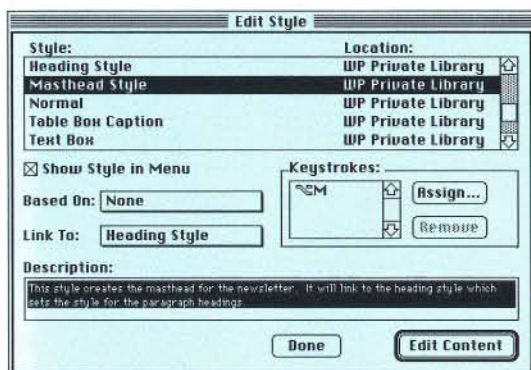 Edit Style
Style: Location:
Heading Style WP Private Library
Masthead Style WP Private Library
Normal WP Private Library
Table Box Caption WP Private Library
Text Box WP Private Library
Show Style in Menu
Keystrokes:
⌥M
Assign...
Based On: None
Remove
Link To: Heading Style
Description:
This style creates the masthead for the newsletter. It will link to the heading style which
sets the style for the paragraph headings.
Done
Edit Content